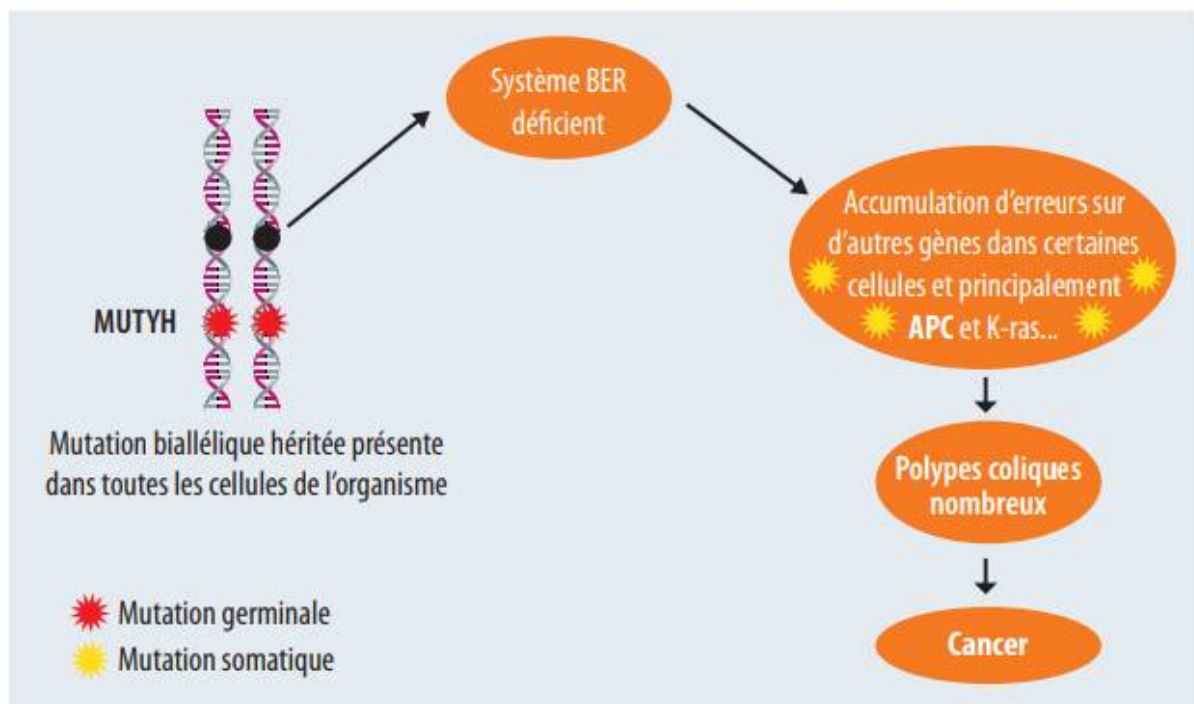 Système BER
déficient
Accumulation d'erreurs sur
d'autres gènes dans certaines
cellules et principalement
APC et K-ras...
MUTYH
Mutation biallélique héritée présente
dans toutes les cellules de l'organisme
Polypes coliques
nombreux
Mutation germinale
Mutation somatique
Cancer